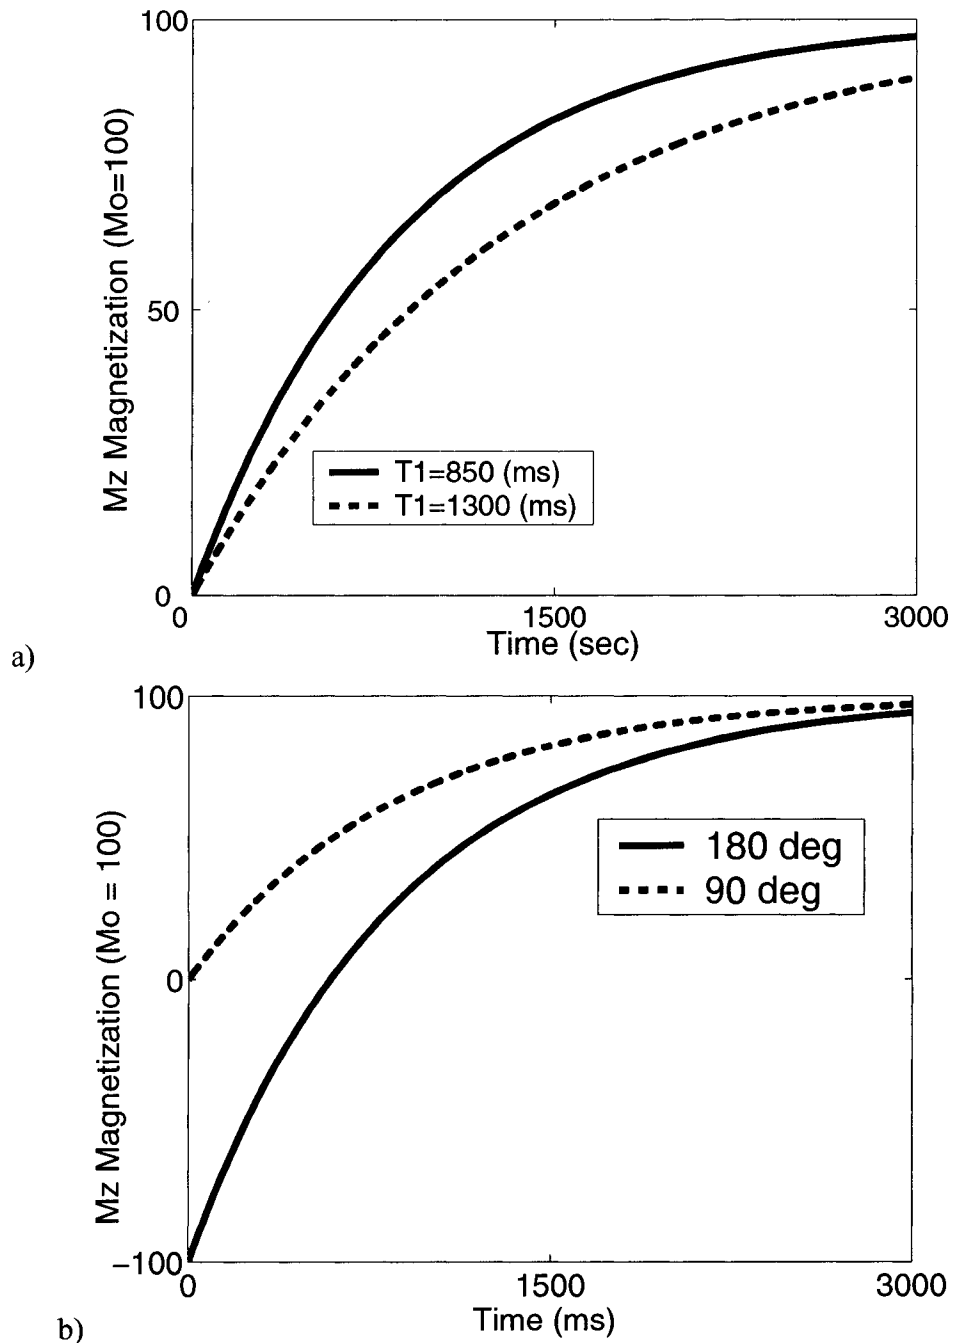 100
Mz Magnetization (Mo=100)
50
T1=850 (ms)
T1=1300 (ms)
0
0 1500 3000
Time (sec)
a)
100
Mz Magnetization (Mo = 100)
180 deg
90 deg
0
−100
0 1500 3000
Time (ms)
b)